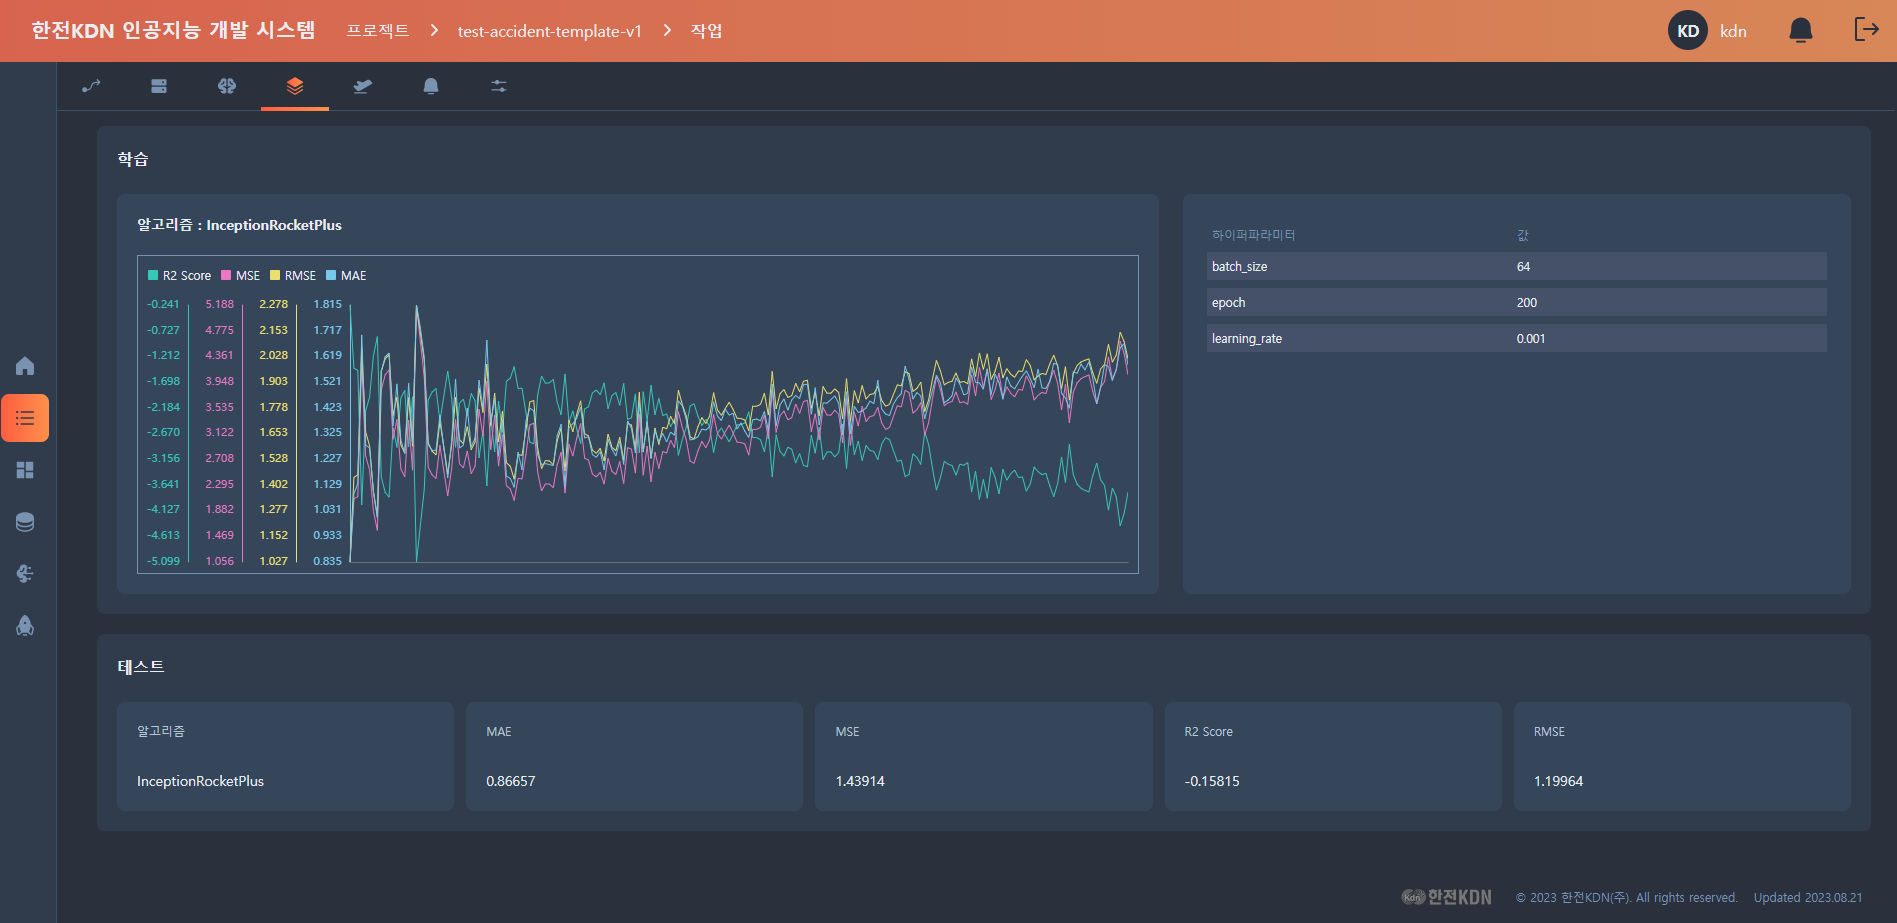 한전KDN 인공지능 개발 시스템 프로젝트 test-accident-template-v1 작업 KD kdn
학습
알고리즘 : InceptionRocketPlus
R2 Score MSE RMSE MAE
-0.241 5.188 2.278 1.815
-0.727 4.775 2.153 1.717
-1.212 4.361 2.028 1.619
-1.698 3.948 1.903 1.521
-2.184 3.535 1.778 1.423
-2.670 3.122 1.653 1.325
-3.156 2.708 1.528 1.227
-3.641 2.295 1.402 1.129
-4.127 1.882 1.277 1.031
-4.613 1.469 1.152 0.933
-5.099 1.056 1.027 0.835
하이퍼파라미터 값
batch_size 64
epoch 200
learning_rate 0.001
테스트
알고리즘 MAE MSE R2 Score RMSE
InceptionRocketPlus 0.86657 1.43914 -0.15815 1.19964
Kdn 한전KDN © 2023 한전KDN(주). All rights reserved. Updated 2023.08.21